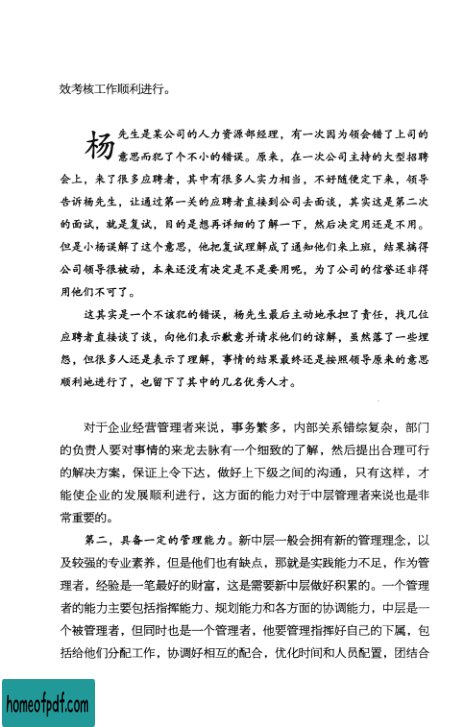 效考核工作顺利进行。
杨先生是某公司的人力资源部经理，有一次因为领会错了上司的
意思而犯了个不小的错误。原来，在一次公司主持的大型招聘
会上，来了很多应聘者，其中有很多人实力相当，不好随便定下来，领导
告诉杨先生，让通过第一关的应聘者直接到公司去面谈，其实这是第二次
的面试，就是复试，目的是想再详细的了解一下，然后决定用还是不用。
但是小杨误解了这个意思，他把复试理解成了通知他们来上班，结果搞得
公司领导很被动，本来还没有决定是不是要用呢，为了公司的信誉还非得
用他们不可了。
这其实是一个不该犯的错误，杨先生最后主动地承担了责任，找几位
应聘者直接谈了谈，向他们表示歉意并请求他们的谅解，虽然落了一些埋
怨，但很多人还是表示了理解，事情的结果最终还是按照领导原来的意思
顺利地进行了，也留下了其中的几名优秀人才。
对于企业经营管理者来说，事务繁多，内部关系错综复杂，部门
的负责人要对事情的来龙去脉有一个细致的了解，然后提出合理可行
的解决方案，保证上令下达，做好上下级之间的沟通，只有这样，才
能使企业的发展顺利进行，这方面的能力对于中层管理者来说也是非
常重要的。
第二，具备一定的管理能力。新中层一般会拥有新的管理理念，以
及较强的专业素养，但是他们也有缺点，那就是实践能力不足，作为管
理者，经验是一笔最好的财富，这是需要新中层做好积累的。一个管理
者的能力主要包括指挥能力、规划能力和各方面的协调能力，中层是一
个被管理者，但同时也是一个管理者，他要管理指挥好自己的下属，包
括给他们分配工作，协调好相互的配合，优化时间和人员配置，团结合
homeofpdf.com